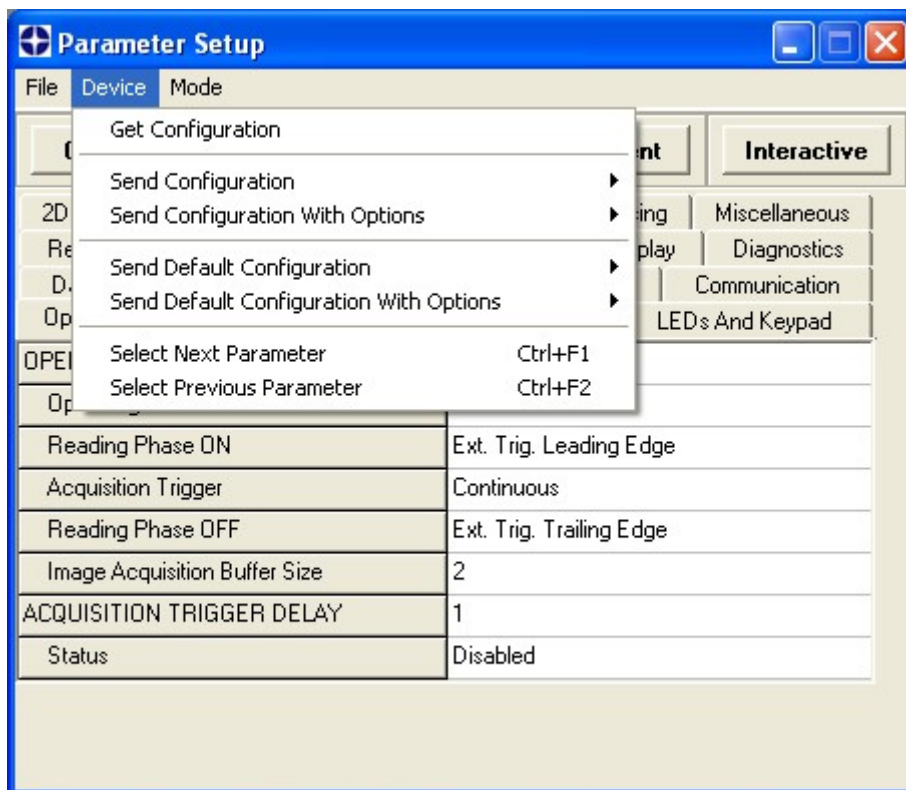 Parameter Setup
File Device Mode
Get Configuration
Interactive
Send Configuration
Send Configuration With Options
2D Miscellaneous
Re Diagnostics
Send Default Configuration
Communication
Send Default Configuration With Options
Op LEDs And Keypad
Select Next Parameter Ctrl+F1
Select Previous Parameter Ctrl+F2
Reading Phase ON Ext. Trig. Leading Edge
Acquisition Trigger Continuous
Reading Phase OFF Ext. Trig. Trailing Edge
Image Acquisition Buffer Size 2
ACQUISITION TRIGGER DELAY 1
Status Disabled